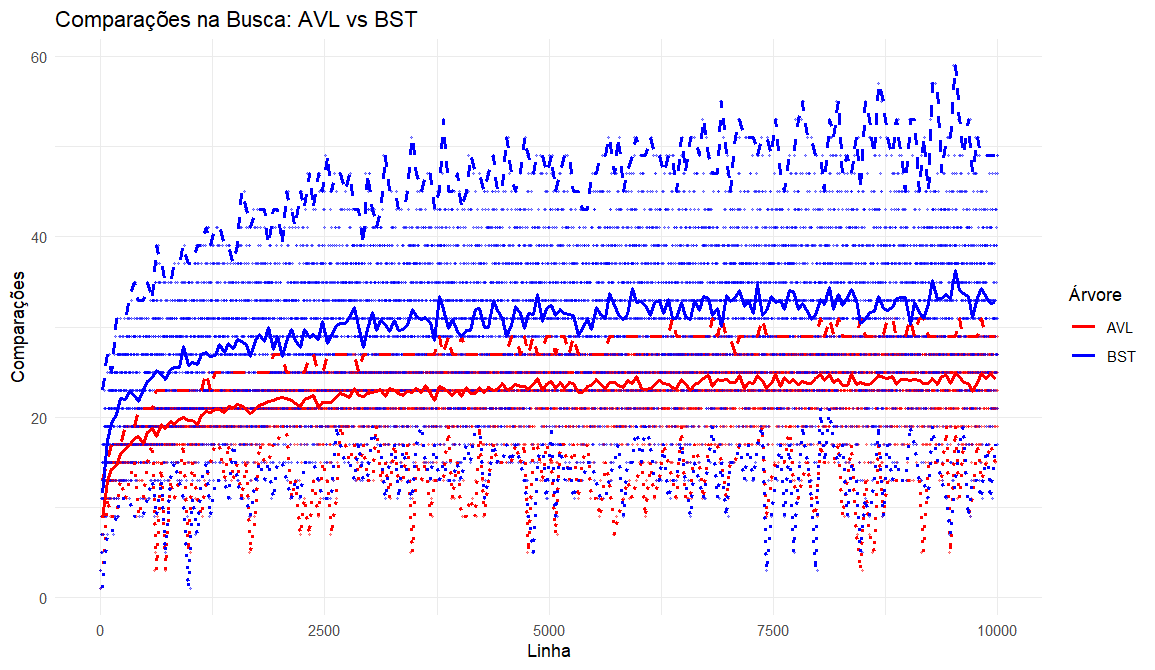 Comparações na Busca: AVL vs BST
60
40
20
0
Comparações
0
2500
5000
7500
10000
Linha
Árvore
AVL
BST